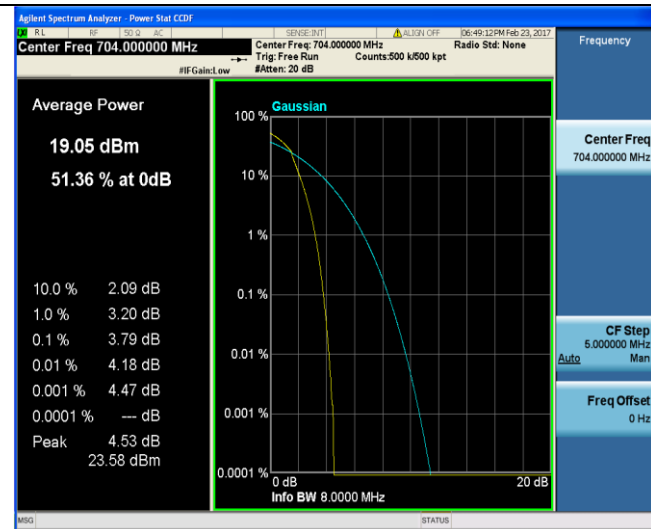 Agilent Spectrum Analyzer - Power Stat CCDF
RL RF 50 Ω AC SENSE:INT ALIGN OFF 06:49:12 PM Feb 23, 2017
Center Freq 704.000000 MHz
Center Freq: 704.000000 MHz
Radio Std: None
Trig: Free Run
Counts:500 k/500 kpt
#IFGain:Low
#Atten: 20 dB
Average Power
19.05 dBm
51.36 % at 0dB
10.0 % 2.09 dB
1.0 % 3.20 dB
0.1 % 3.79 dB
0.01 % 4.18 dB
0.001 % 4.47 dB
0.0001 % --- dB
Peak 4.53 dB
23.58 dBm
Gaussian
100 %
10 %
1 %
0.1 %
0.01 %
0.001 %
0.0001 %
0 dB 20 dB
Info BW 8.0000 MHz
Frequency
Center Freq
704.000000 MHz
CF Step
5.000000 MHz
Auto Man
Freq Offset
0 Hz
MSG STATUS